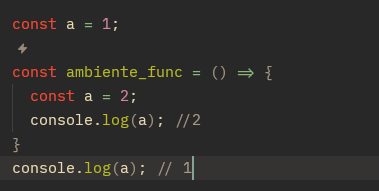 const a = 1;
const ambiente_func = () => {
const a = 2;
console.log(a); //2
}
console.log(a); // 1